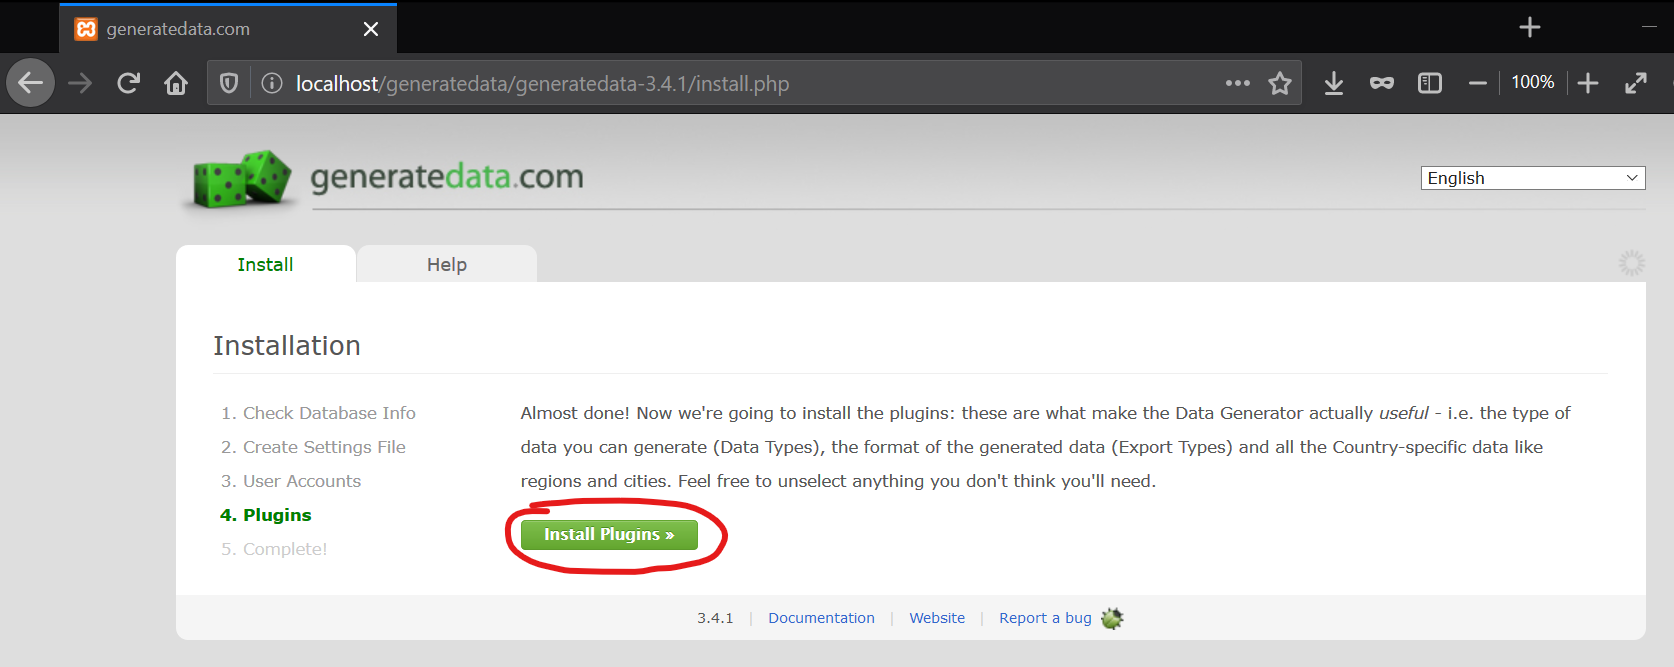 generatedata.com
localhost/generatedata/generatedata-3.4.1/install.php
100%
generatedata.com
English
Install
Help
Installation
1. Check Database Info
2. Create Settings File
3. User Accounts
4. Plugins
5. Complete!
Almost done! Now we're going to install the plugins: these are what make the Data Generator actually useful - i.e. the type of
data you can generate (Data Types), the format of the generated data (Export Types) and all the Country-specific data like
regions and cities. Feel free to unselect anything you don't think you'll need.
Install Plugins »
3.4.1 | Documentation | Website | Report a bug